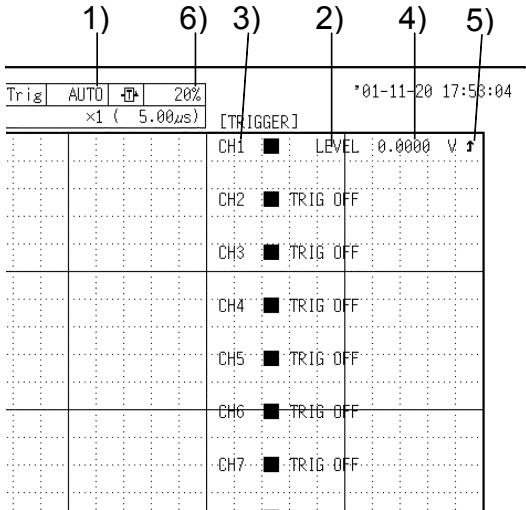 1) 6) 3) 2) 4) 5)
Trig AUTO T 20% '01-11-20 17:53:04
×1 ( 5.00µs) [TRIGGER]
CH1 LEVEL 0.0000 V ↑
CH2 TRIG OFF
CH3 TRIG OFF
CH4 TRIG OFF
CH5 TRIG OFF
CH6 TRIG OFF
CH7 TRIG OFF